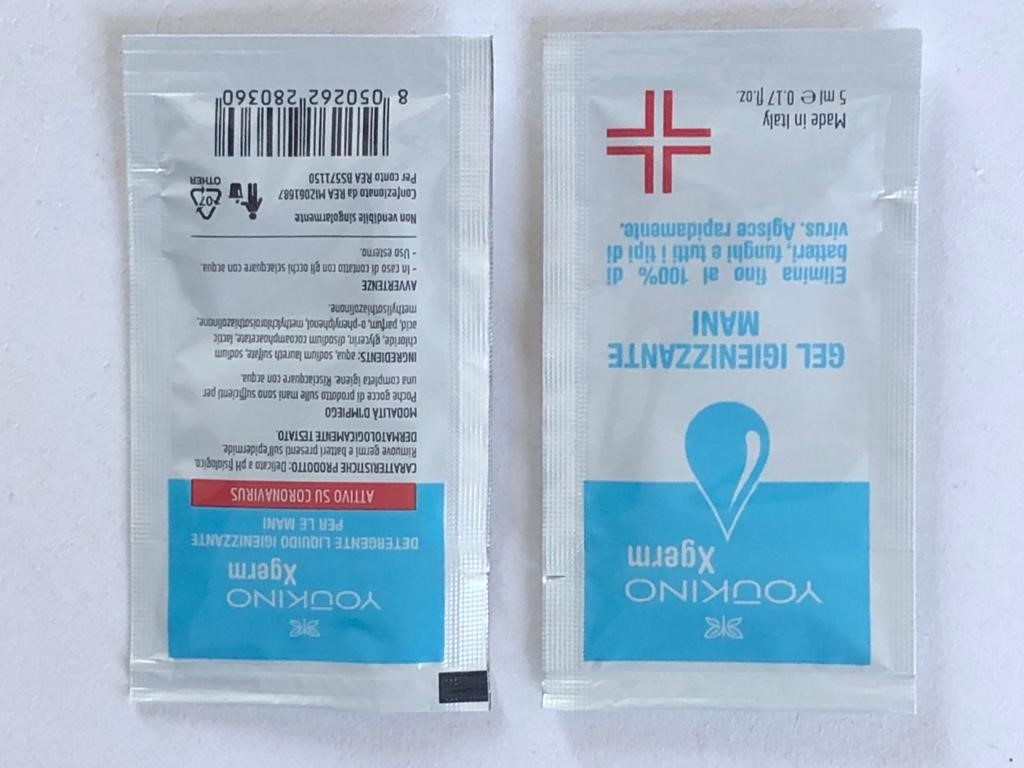 YOUKINO
Xgerm
GEL IGIENIZZANTE
MANI
Elimina fino al 100% di
batteri, funghi e tutti i tipi di
virus. Agisce rapidamente.
Made in Italy
5 ml ℮ 0.17 fl.oz.
YOUKINO
Xgerm
DETERGENTE LIQUIDO IGIENIZZANTE
PER LE MANI
ATTIVO SU CORONAVIRUS
CARATTERISTICHE PRODOTTO: Delicato a pH fisiologico.
Rimuove germi e batteri presenti sull'epidermide.
DERMATOLOGICAMENTE TESTATO.
MODALITÀ D'IMPIEGO
Poche gocce di prodotto sulle mani sono sufficienti per
una completa igiene. Risciacquare con acqua.
INGREDIENTS: aqua, sodium laureth sulfate, sodium
chloride, glycerin, disodium cocoamphoacetate, lactic
acid, parfum, o-phenylphenol, methylchloroisothiazolinone,
methylisothiazolinone.
AVVERTENZE
- In caso di contatto con gli occhi sciacquare con acqua.
- Uso esterno.
Non vendibile singolarmente
Confezionato da REA MI2061687
Per conto REA BS571150
07
OTHER
8 050262 280360